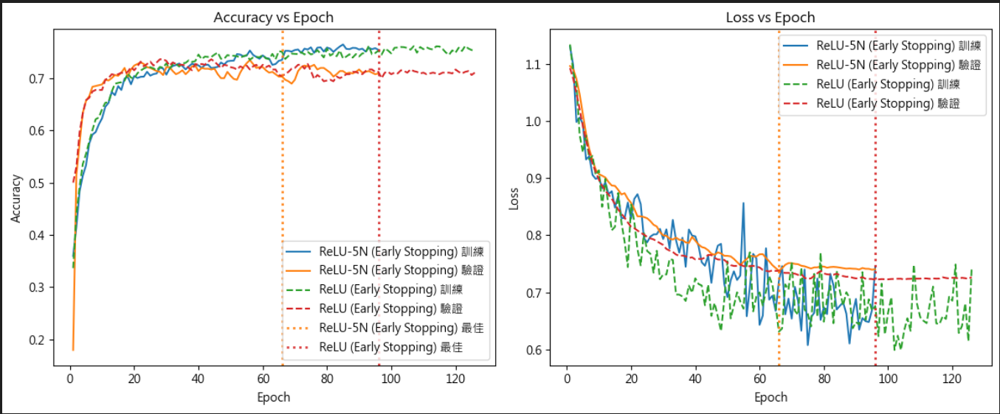 Accuracy vs Epoch
Accuracy
0.7
0.6
0.5
0.4
0.3
0.2
0 20 40 60 80 100 120
Epoch
ReLU-5N (Early Stopping) 訓練
ReLU-5N (Early Stopping) 驗證
ReLU (Early Stopping) 訓練
ReLU (Early Stopping) 驗證
ReLU-5N (Early Stopping) 最佳
ReLU (Early Stopping) 最佳
Loss vs Epoch
Loss
1.1
1.0
0.9
0.8
0.7
0.6
0 20 40 60 80 100 120
Epoch
ReLU-5N (Early Stopping) 訓練
ReLU-5N (Early Stopping) 驗證
ReLU (Early Stopping) 訓練
ReLU (Early Stopping) 驗證